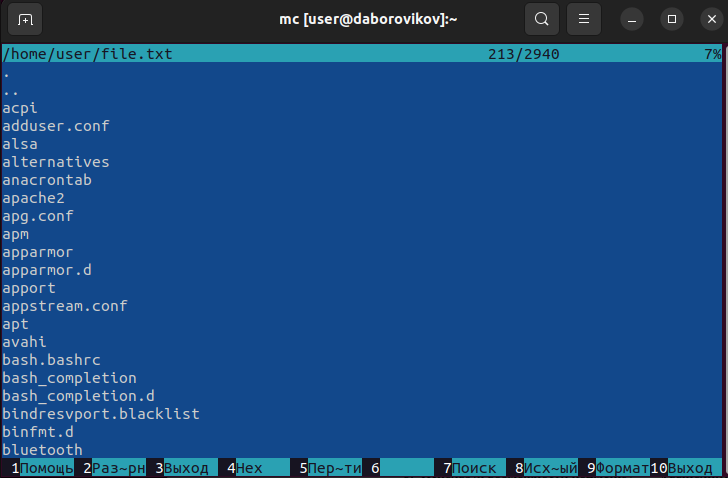 mc [user@daborovikov]:~
/home/user/file.txt 213/2940 7%
.
..
acpi
adduser.conf
alsa
alternatives
anacrontab
apache2
apg.conf
apm
apparmor
apparmor.d
apport
appstream.conf
apt
avahi
bash.bashrc
bash_completion
bash_completion.d
bindresvport.blacklist
binfmt.d
bluetooth
1Помощь 2Раз~рн 3Выход 4Hex 5Пер~ти 6 7Поиск 8Исх~ый 9Формат 10Выход